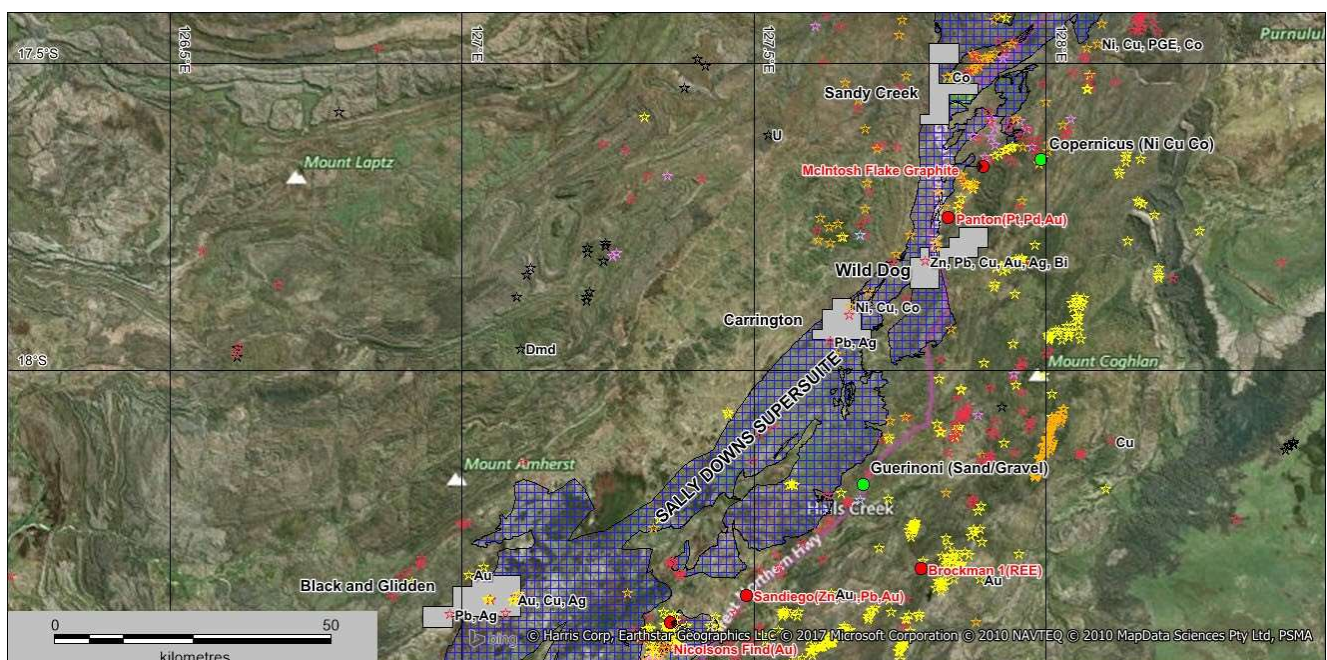 17.5°S
126.5°E
127°E
127.5°E
128°E
Ni, Cu, PGE, Co
Purnulul
Co
Sandy Creek
U
Copernicus (Ni Cu Co)
Mount Laptz
McIntosh Flake Graphite
Panton(Pt,Pd,Au)
Zn, Pb, Cu, Au, Ag, Bi
Wild Dog
Ni, Cu, Co
Carrington
Pb, Ag
Dmd
18°S
Mount Coghlan
SALLY DOWNS SUPERSUITE
Cu
Mount Amherst
Guerinoni (Sand/Gravel)
Halls Creek
Northern Hwy
Brockman 1(REE)
Au
Au
Black and Glidden
Au, Cu, Ag
Pb, Ag
Sandiego(Zn,
Au
Pb,Au)
0
50
kilometres
bing
© Harris Corp, Earthstar Geographics LLC © 2017 Microsoft Corporation © 2010 NAVTEQ © 2010 MapData Sciences Pty Ltd, PSMA
Nicolsons Find(Au)